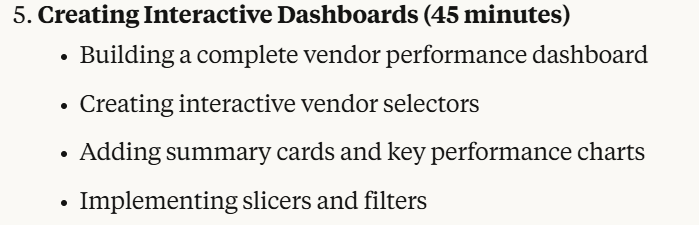 5. Creating Interactive Dashboards (45 minutes)
• Building a complete vendor performance dashboard
• Creating interactive vendor selectors
• Adding summary cards and key performance charts
• Implementing slicers and filters